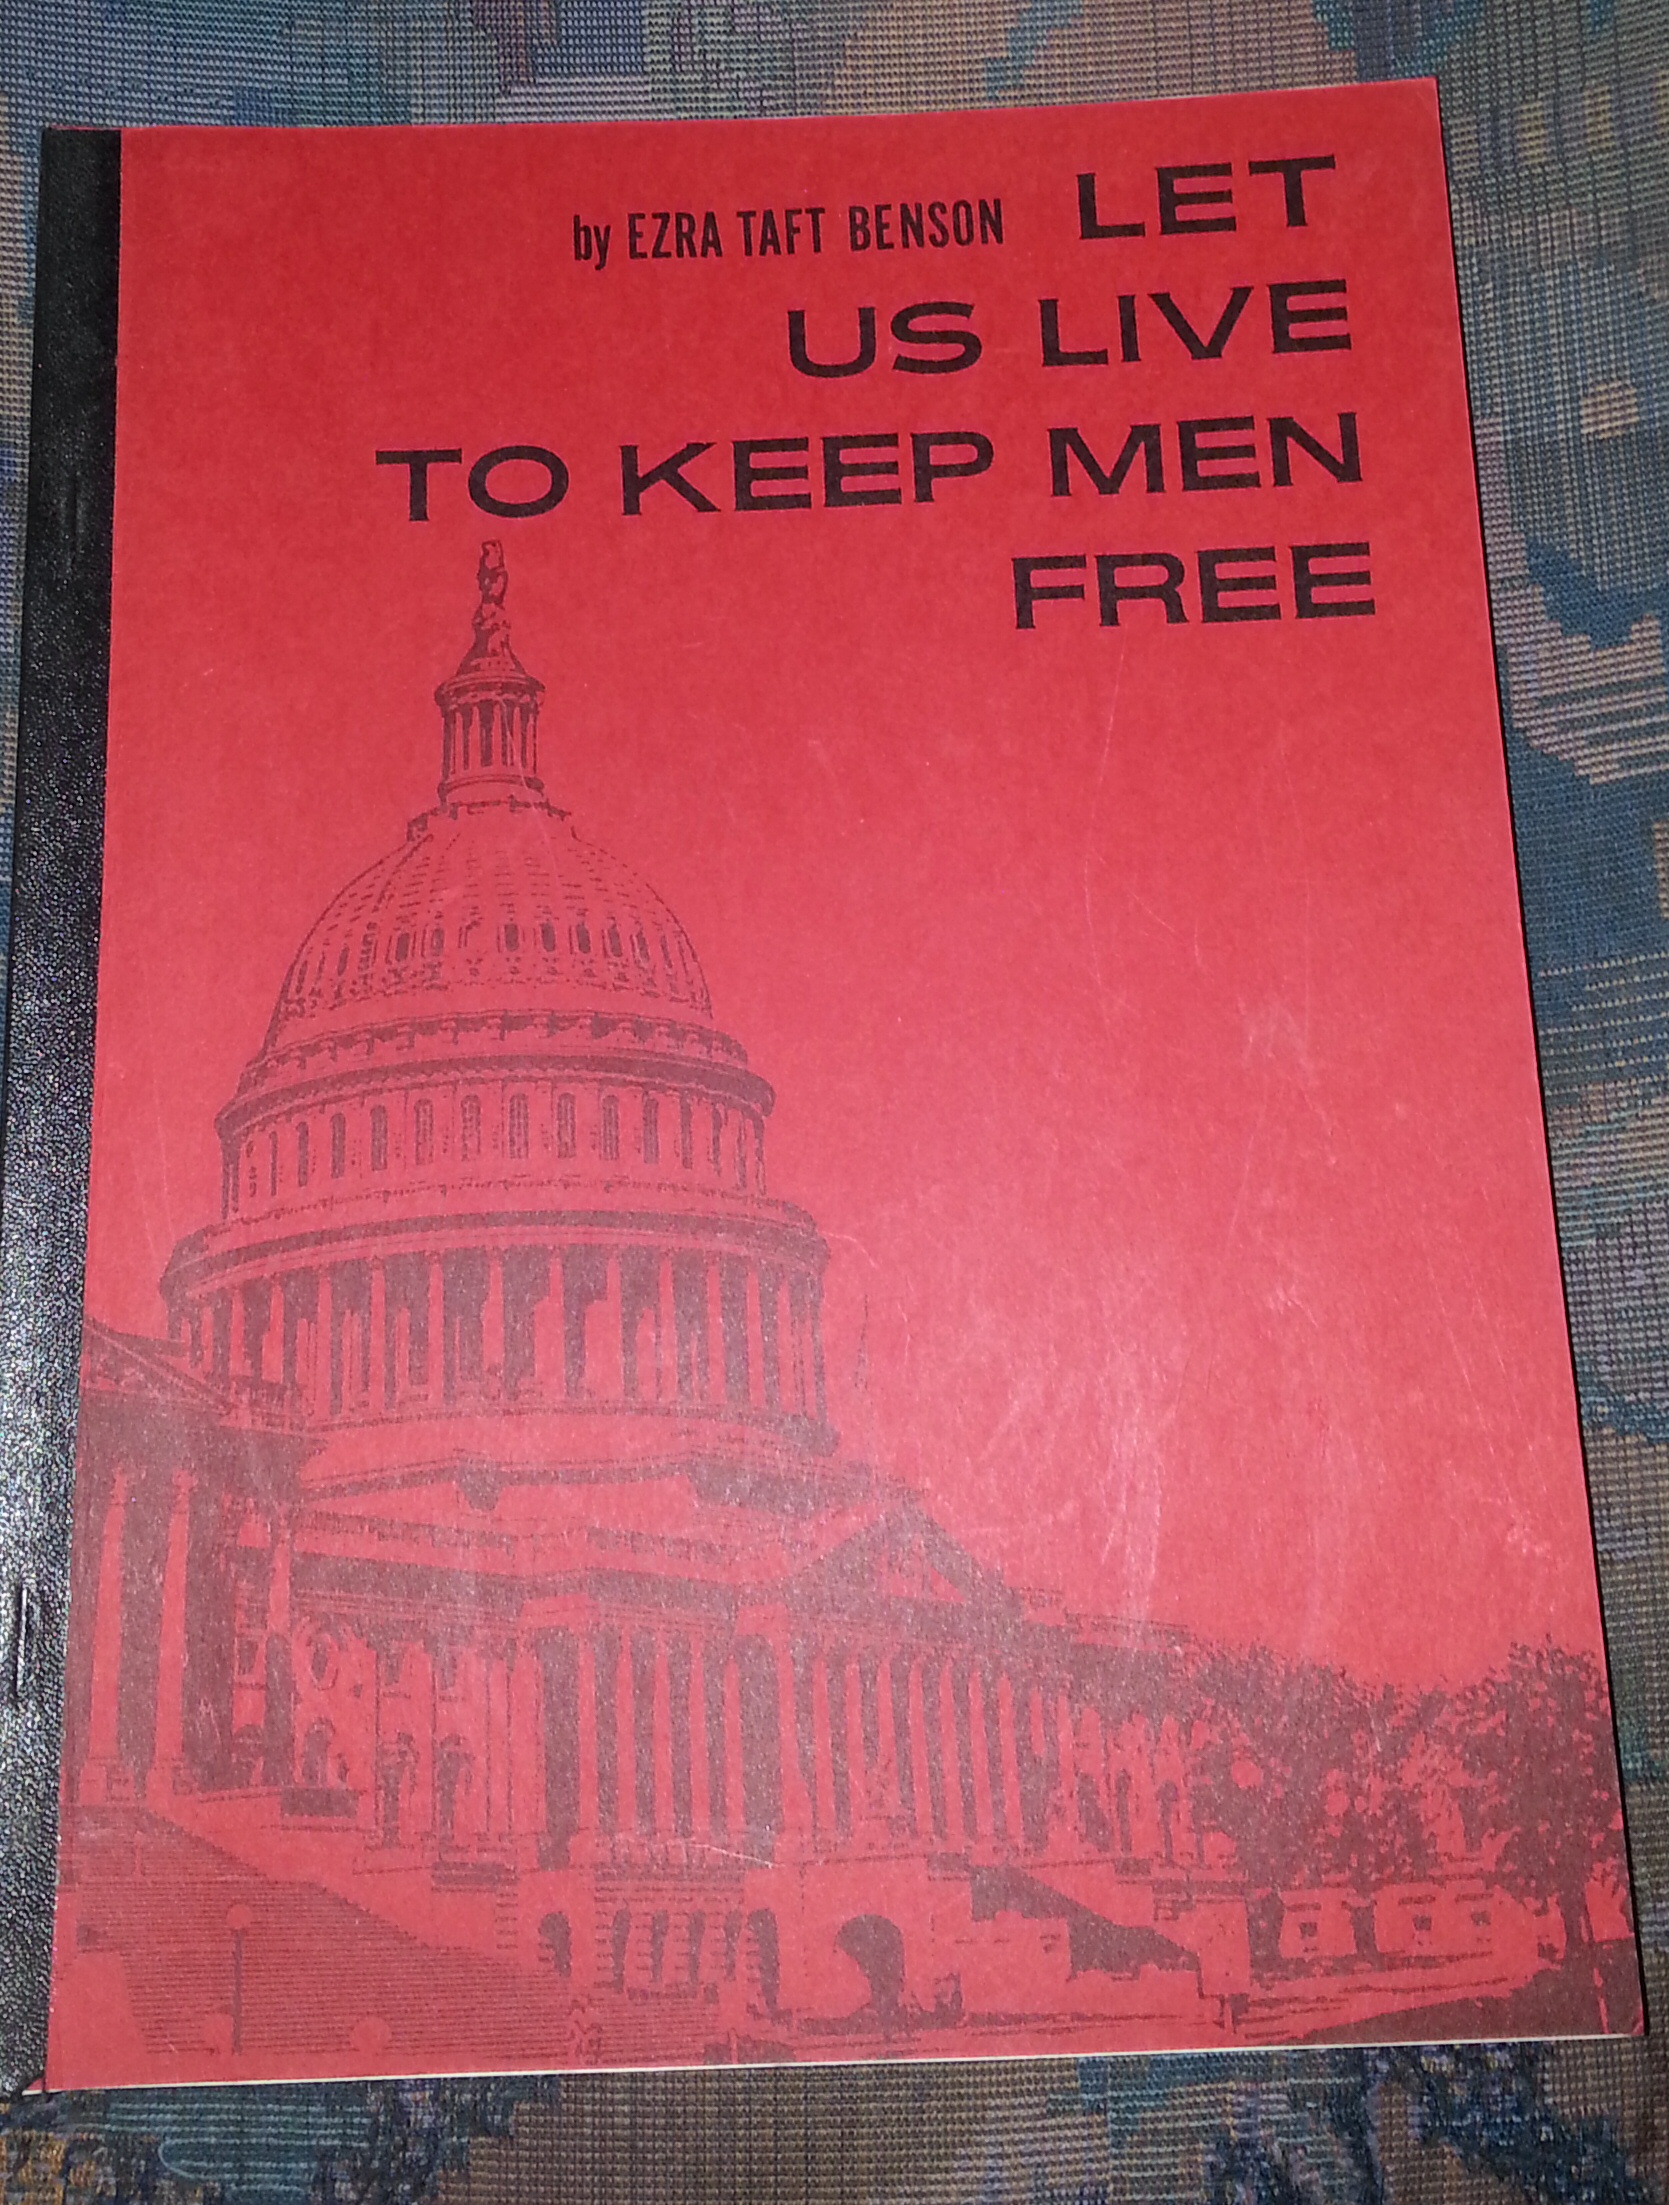 by EZRA TAFT BENSON LET
US LIVE
TO KEEP MEN
FREE